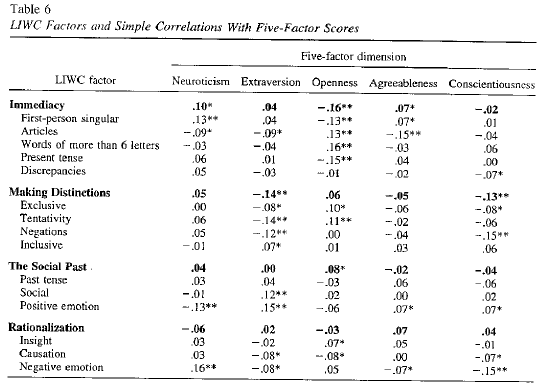 Table 6
LIWC Factors and Simple Correlations With Five-Factor Scores
Five-factor dimension
LIWC factor Neuroticism Extraversion Openness Agreeableness Conscientiousness
Immediacy .10* .04 −.16** .07* −.02
First-person singular .13** .04 −.13** .07* .01
Articles −.09* −.09* .13** −.15** −.04
Words of more than 6 letters −.03 −.04 .16** −.03 .06
Present tense .06 .01 −.15** .04 .00
Discrepancies .05 −.03 −.01 −.02 −.07*
Making Distinctions .05 −.14** .06 −.05 −.13**
Exclusive .00 −.08* .10* −.06 −.08*
Tentativity .06 −.14** .11** −.02 −.06
Negations .05 −.12** .00 −.04 −.15**
Inclusive −.01 .07* .01 .03 .06
The Social Past .04 .00 .08* −.02 −.04
Past tense .03 .04 −.03 .06 −.06
Social −.01 .12** .02 .00 .02
Positive emotion −.13** .15** −.06 .07* .07*
Rationalization −.06 .02 −.03 .07 .04
Insight .03 −.02 .07* .05 −.01
Causation .03 −.08* −.08* .00 −.07*
Negative emotion .16** −.08* .05 −.07* −.15**